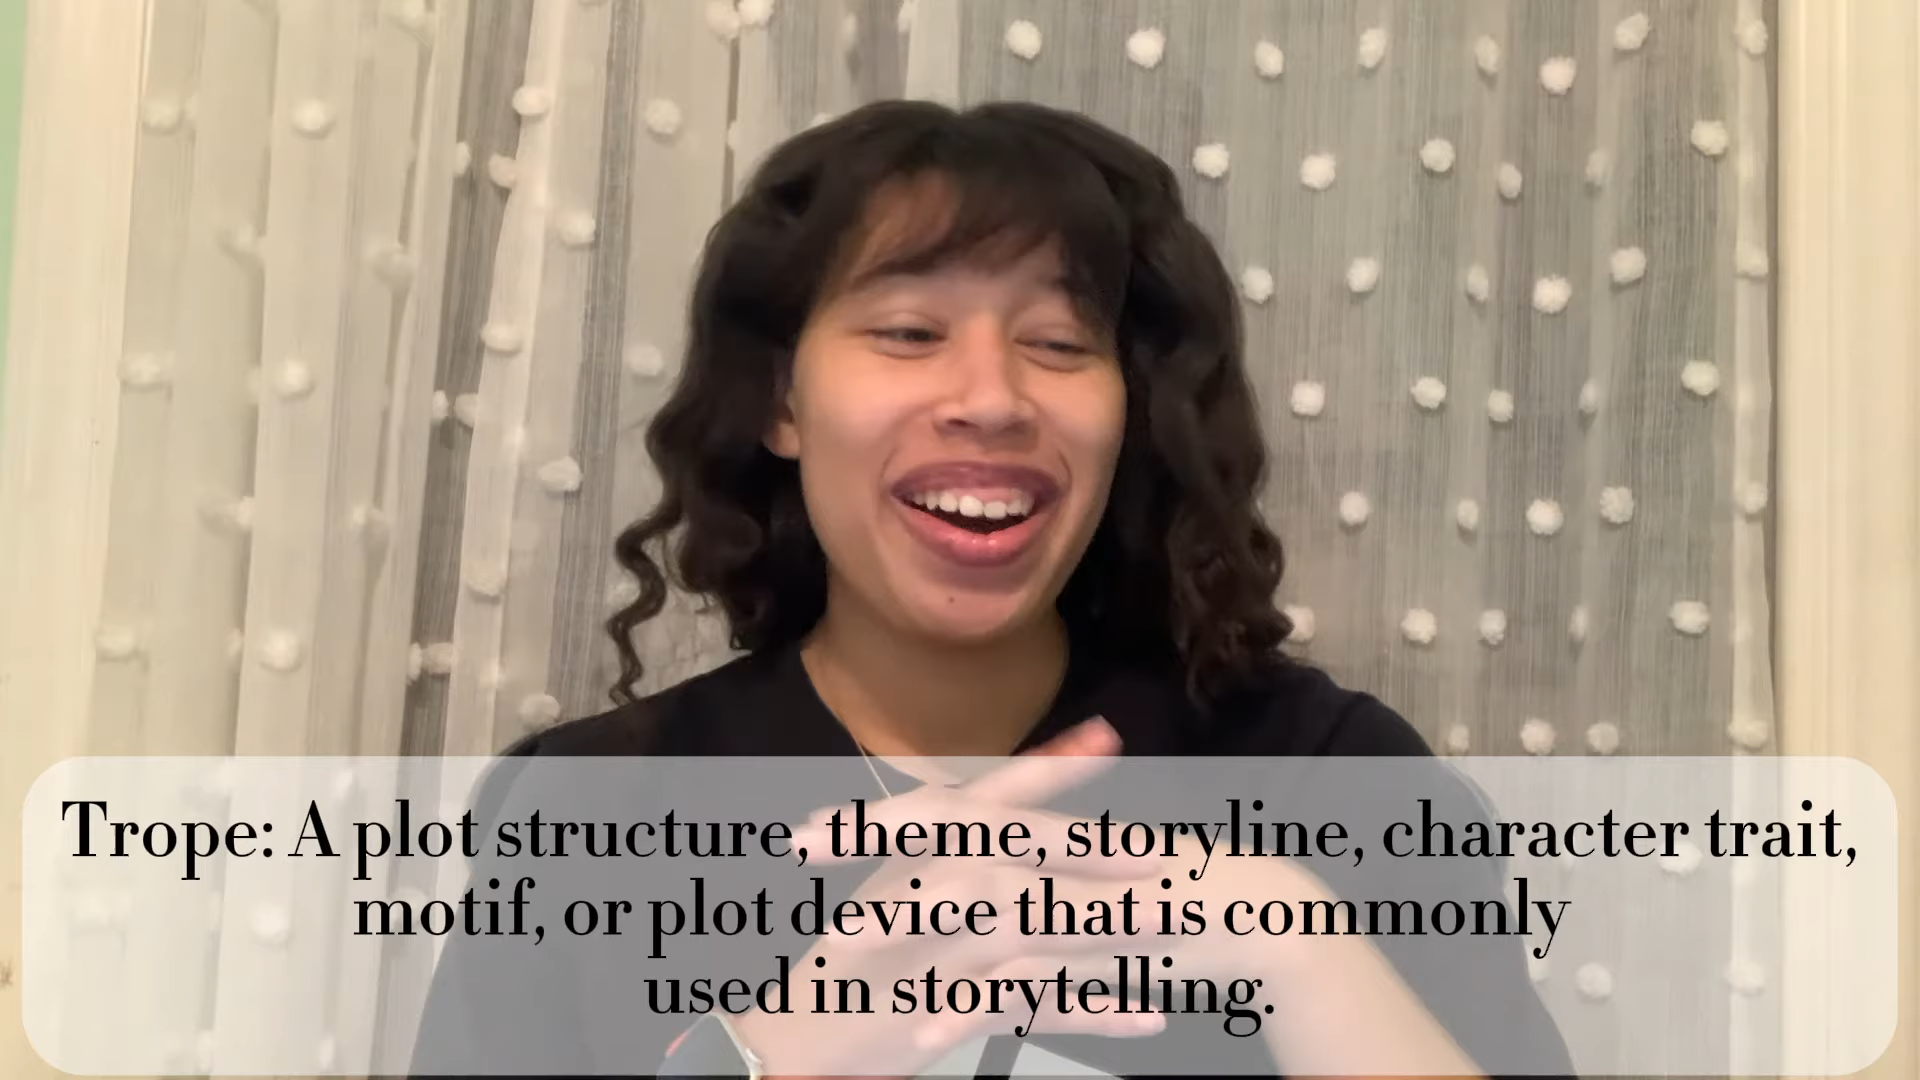 Trope: A plot structure, theme, storyline, character trait,
motif, or plot device that is commonly
used in storytelling.